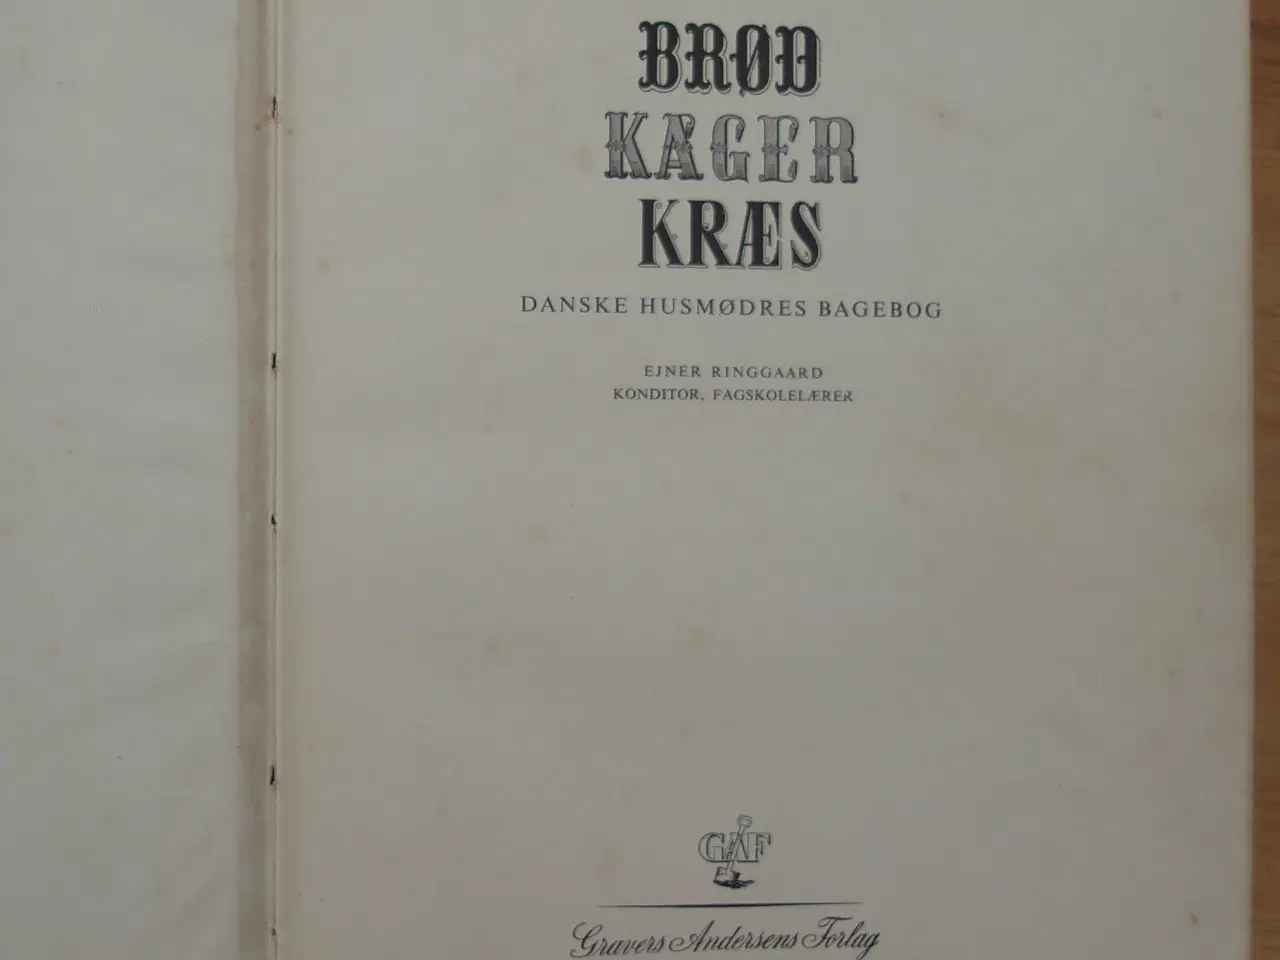 BRØD
KAGER
KRÆS
DANSKE HUSMØDRES BAGEBOG
EJNER RINGGAARD
KONDITOR, FAGSKOLELÆRER
GAF
Gravers Andersens Forlag